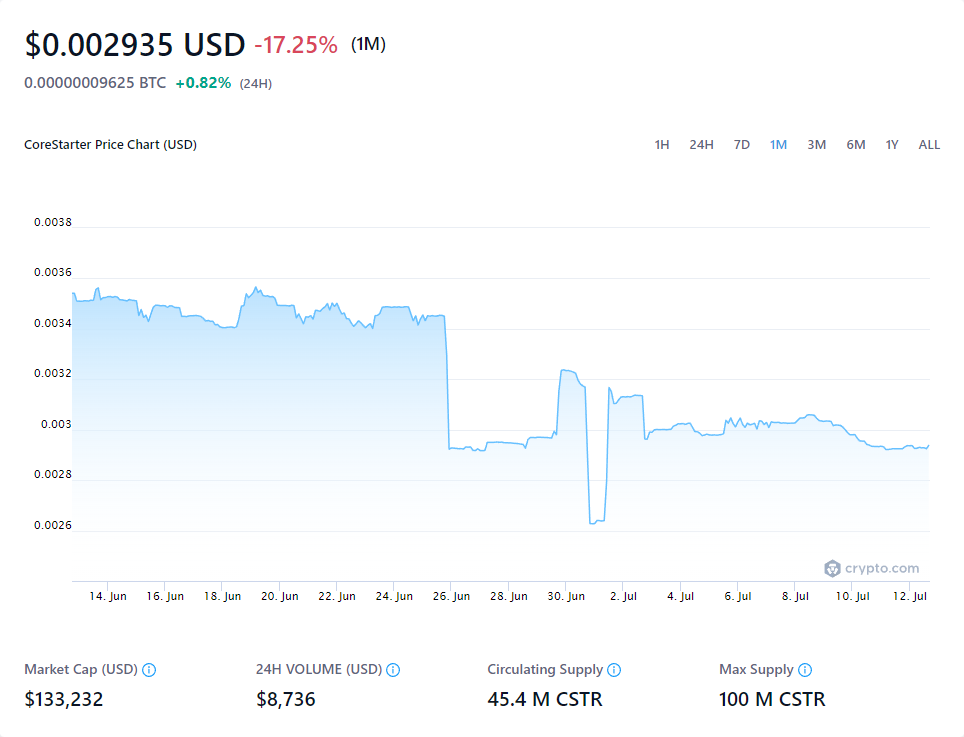 $0.002935 USD -17.25% (1M)
0.00000009625 BTC +0.82% (24H)
CoreStarter Price Chart (USD)
1H 24H 7D 1M 3M 6M 1Y ALL
0.0038
0.0036
0.0034
0.0032
0.003
0.0028
0.0026
crypto.com
14. Jun 16. Jun 18. Jun 20. Jun 22. Jun 24. Jun 26. Jun 28. Jun 30. Jun 2. Jul 4. Jul 6. Jul 8. Jul 10. Jul 12. Jul
Market Cap (USD) 24H VOLUME (USD) Circulating Supply Max Supply
$133,232 $8,736 45.4 M CSTR 100 M CSTR